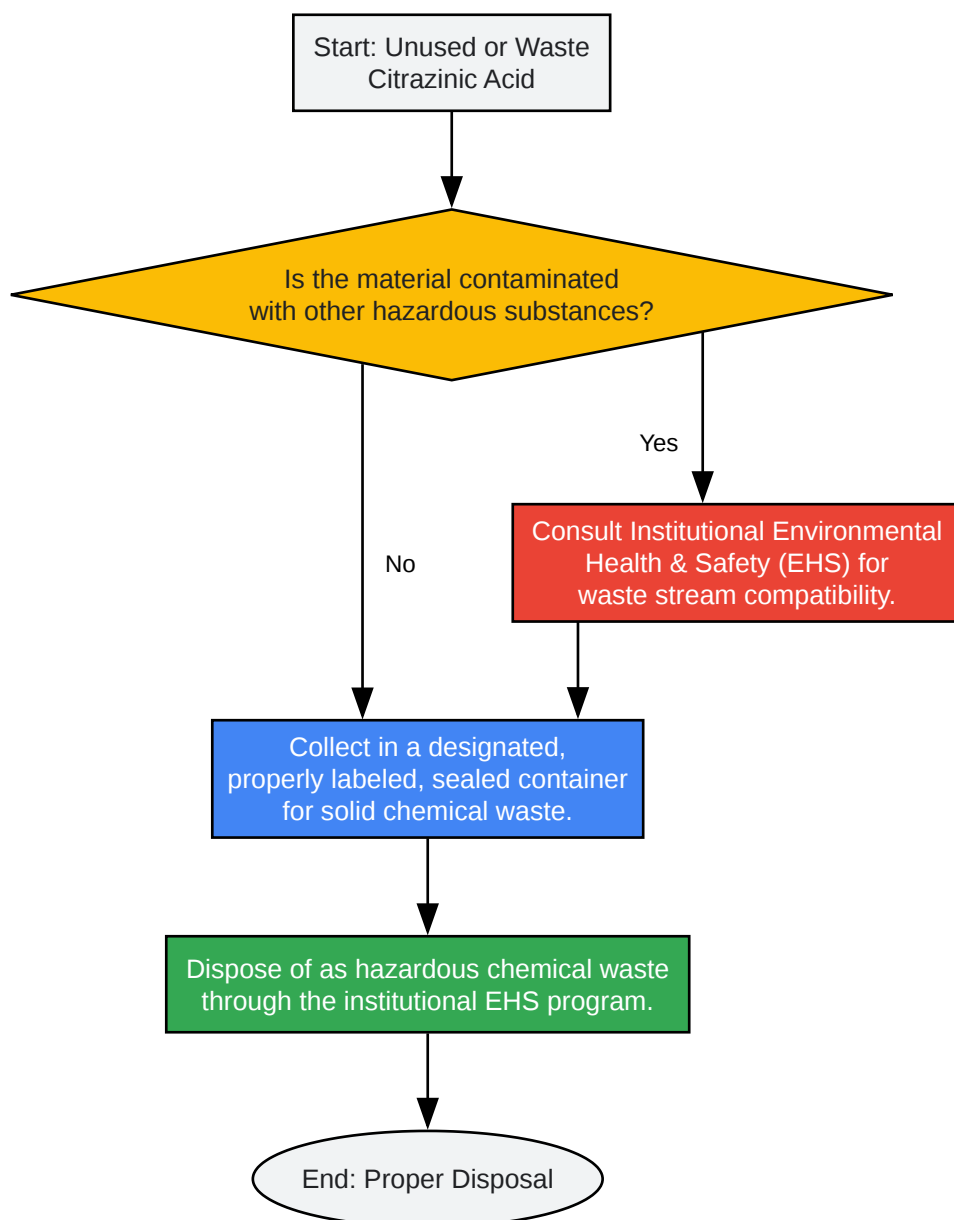 Start: Unused or Waste
Citrazinic Acid
Is the material contaminated
with other hazardous substances?
Yes
Consult Institutional Environmental
Health & Safety (EHS) for
waste stream compatibility.
No
Collect in a designated,
properly labeled, sealed container
for solid chemical waste.
Dispose of as hazardous chemical waste
through the institutional EHS program.
End: Proper Disposal